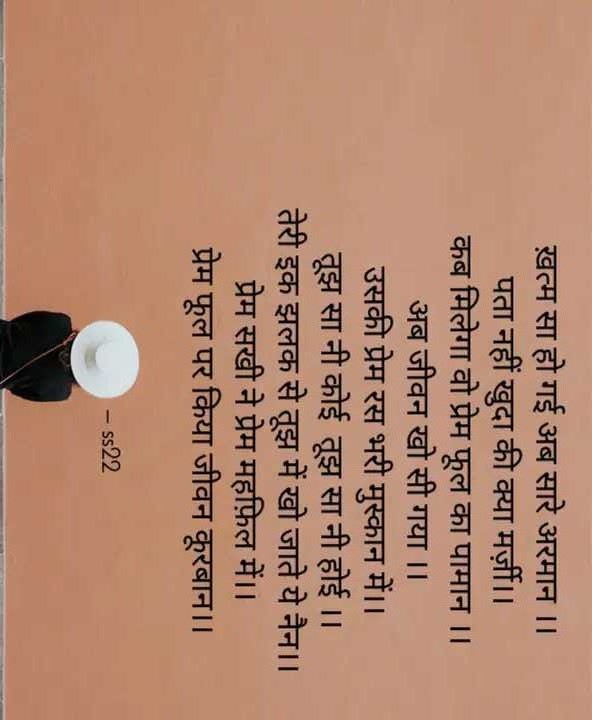 ख़त्म सा हो गई अब सारे अरमान ।।
पता नहीं खुदा की क्या मर्ज़ी।।
कब मिलेगा वो प्रेम फूल का पामान ।।
अब जीवन खो सी गया ।।
उसकी प्रेम रस भरी मुस्कान में।।
तूझ सा नी कोई तूझ सा नी होई ।।
तेरी इक झलक से तूझ में खो जाते ये नैन।।
प्रेम सखी ने प्रेम महफ़िल में।।
प्रेम फूल पर किया जीवन कूरबान।।
– ss22